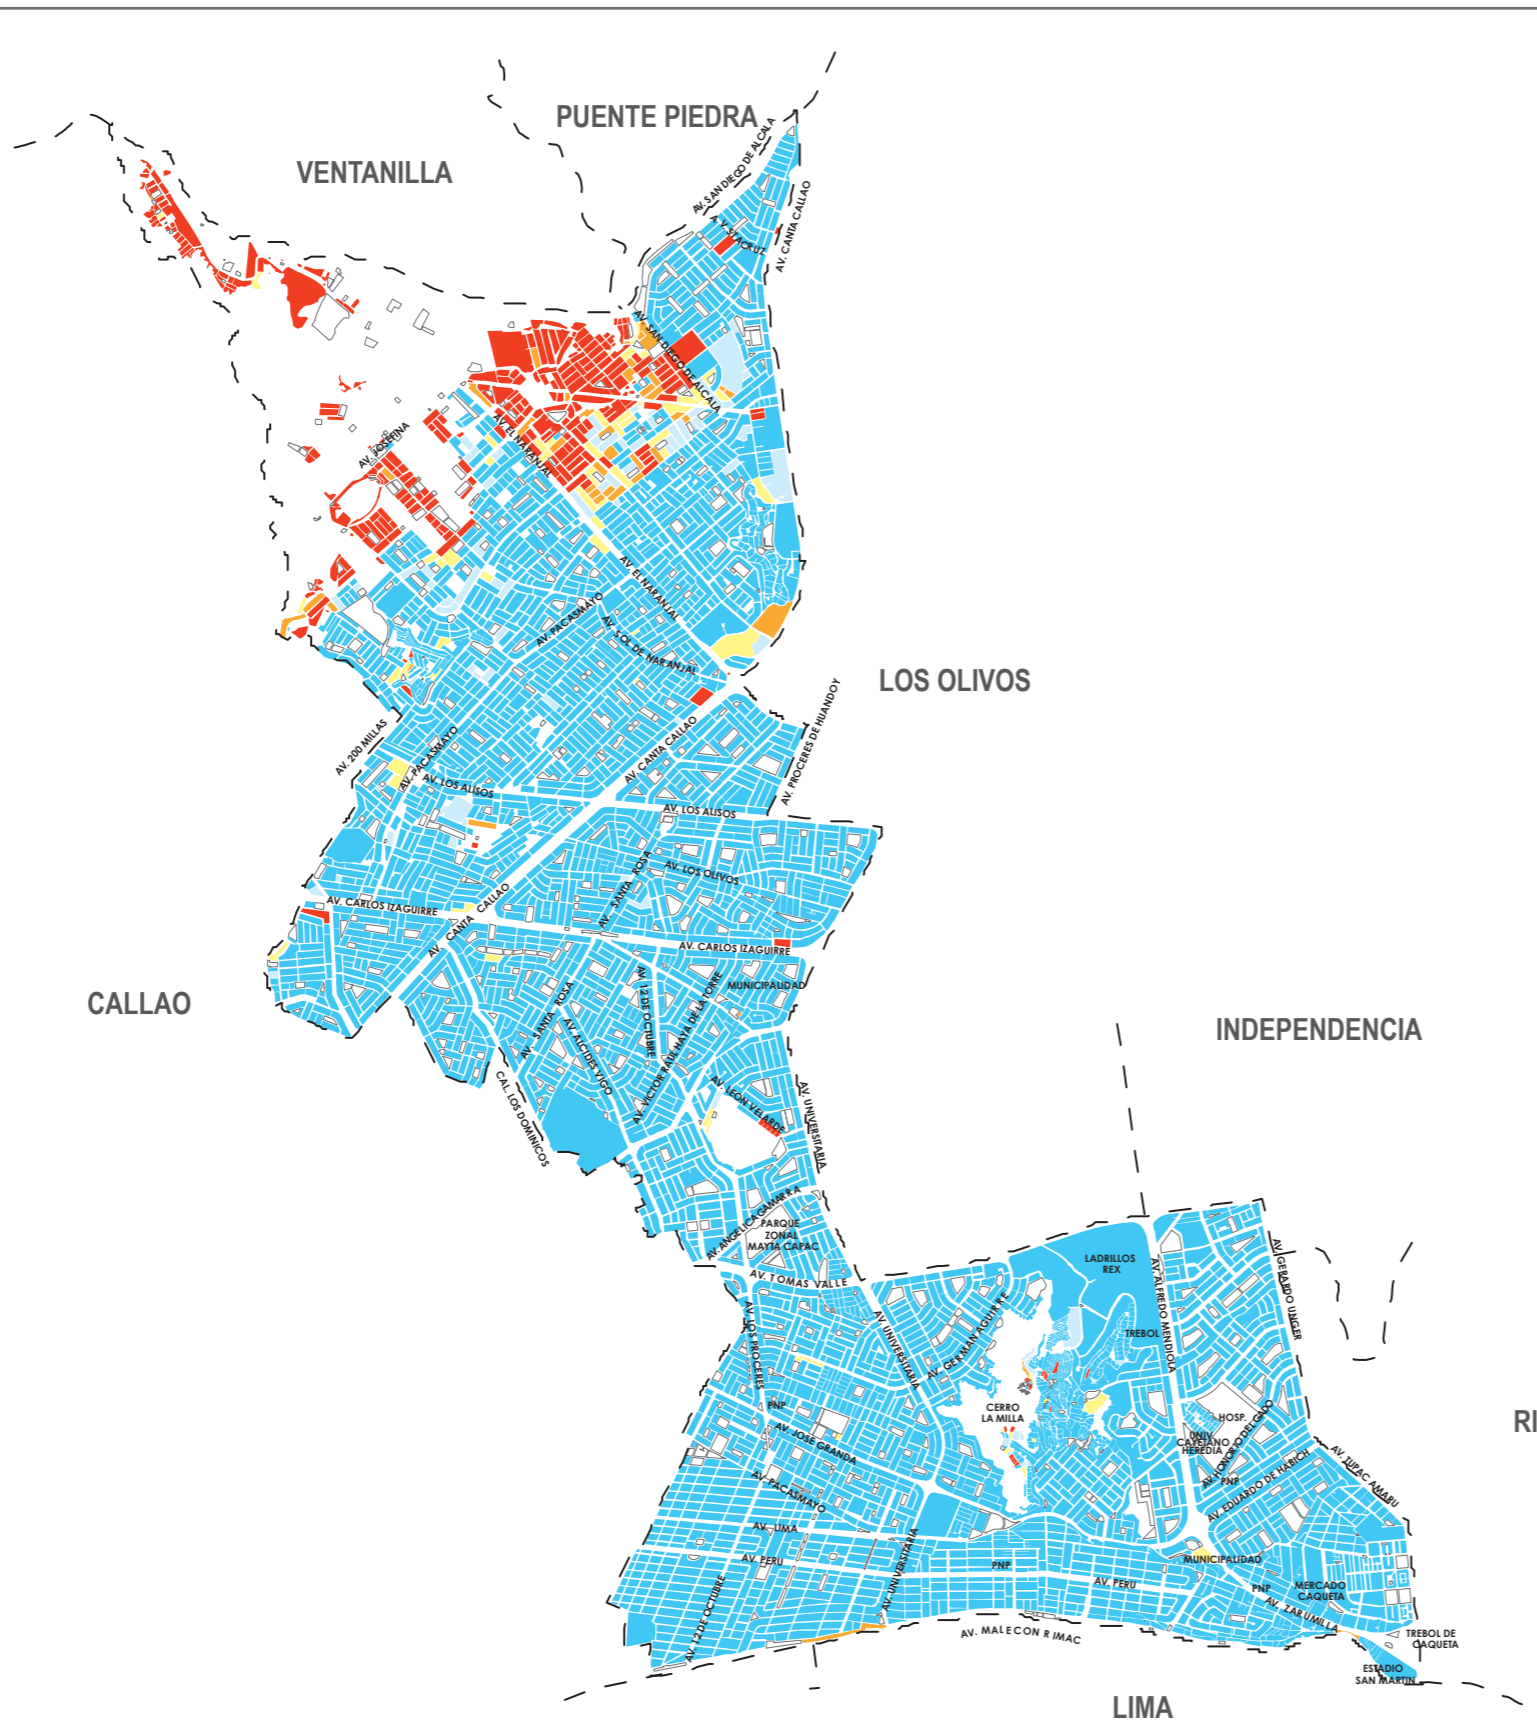 PUENTE PIEDRA
VENTANILLA
AV. SAN DIEGO DE ALCALA
AV. CANTA CALLAO
A.V. STA CRUZ
AV. SAN DIEGO DE ALCALA
AV. EL NARANJAL
AV. JOSEFINA
AV. EL NARANJAL
AV. PACASMAYO
AV. SOL DE NARANJAL
LOS OLIVOS
AV. PROCERES DE HUANDOY
AV. CANTA CALLAO
AV. 200 MILLAS
AV. PACASMAYO
AV. LOS ALISOS
AV. LOS ALISOS
AV. SANTA ROSA
AV. LOS OLIVOS
AV. CARLOS IZAGUIRRE
AV. CANTA CALLAO
AV. CARLOS IZAGUIRRE
MUNICIPALIDAD
CALLAO
AV. SANTA ROSA
AV. 12 DE OCTUBRE
AV. VICTOR RAUL HAYA DE LA TORRE
AV. ALCIDES VIGO
CAL. LOS DOMINICOS
AV. LEON VELARDE
AV. UNIVERSITARIA
INDEPENDENCIA
AV. ANGELICA GAMARRA
PARQUE
ZONAL
MAYTA CAPAC
AV. TOMAS VALLE
LADRILLOS
REX
AV. ALFREDO MENDIOLA
AV. GERARDO UNGER
AV. LOS PROCERES
AV. UNIVERSITARIA
AV. GERMAN AGUIRRE
TREBOL
PNP
CERRO
LA MILLA
HOSP.
UNIV.
CAYETANO
HEREDIA
AV. HONORIO DELGADO
RI
AV. JOSE GRANDA
PNP
AV. EDUARDO DE HABICH
AV. TUPAC AMARU
AV. PACASMAYO
AV. LIMA
AV. PERU
AV. UNIVERSITARIA
PNP
AV. PERU
MUNICIPALIDAD
PNP
MERCADO
CAQUETA
AV. 12 DE OCTUBRE
AV. ZARUMILLA
AV. MALECON RIMAC
TREBOL DE
CAQUETA
ESTADIO
SAN MARTIN
LIMA